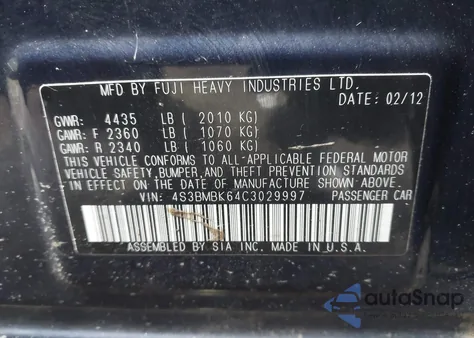 MFD BY FUJI HEAVY INDUSTRIES LTD.
DATE: 02/12
GVWR: 4435 LB ( 2010 KG)
GAWR: F 2360 LB ( 1070 KG)
GAWR: R 2340 LB ( 1060 KG)
THIS VEHICLE CONFORMS TO ALL-APPLICABLE FEDERAL MOTOR
VEHICLE SAFETY, BUMPER, AND THEFT PREVENTION STANDARDS
IN EFFECT ON THE DATE OF MANUFACTURE SHOWN ABOVE.
VIN: 4S3BMBK64C3029997 PASSENGER CAR
ASSEMBLED BY SIA INC. MADE IN U.S.A.
autoSnap